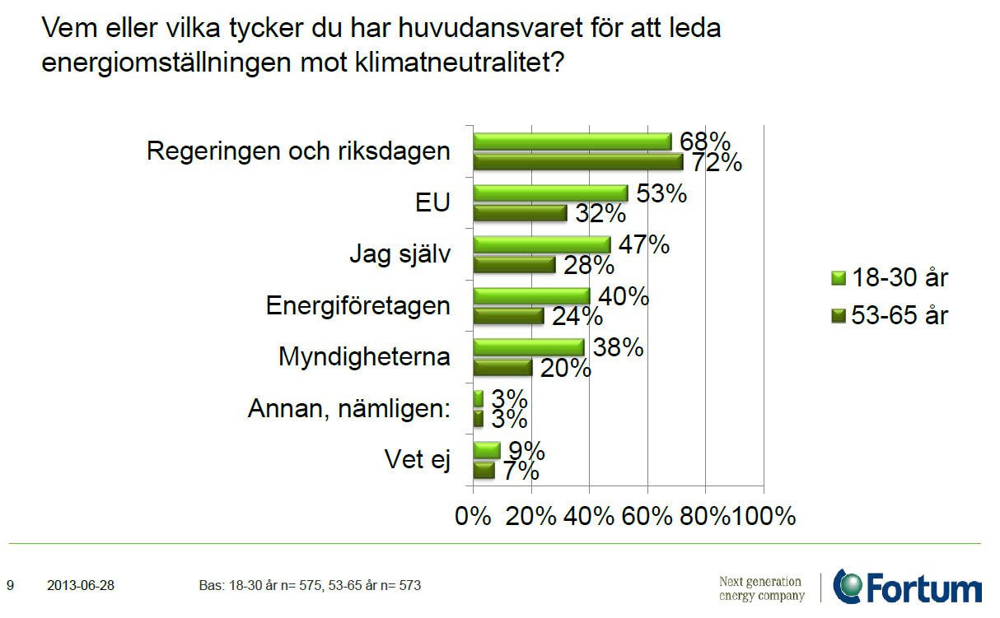 Vem eller vilka tycker du har huvudansvaret för att leda
energiomställningen mot klimatneutralitet?
Regeringen och riksdagen
68%
72%
EU
53%
32%
Jag själv
47%
28%
Energiföretagen
40%
24%
Myndigheterna
38%
20%
Annan, nämligen:
3%
3%
Vet ej
9%
7%
0% 20% 40% 60% 80% 100%
18-30 år
53-65 år
9 2013-06-28 Bas: 18-30 år n= 575, 53-65 år n= 573
Next generation
energy company
Fortum